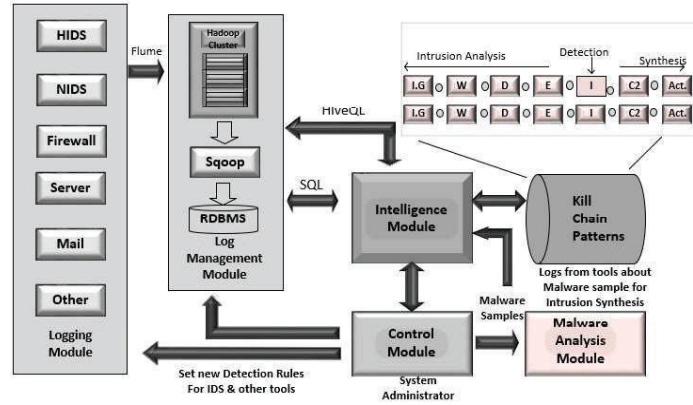 HIDS
NIDS
Firewall
Server
Mail
Other
Logging
Module
Flume
Hadoop
Cluster
Sqoop
RDBMS
Log
Management
Module
HiveQL
SQL
Intrusion Analysis
Detection
Synthesis
I.G W D E I C2 Act.
I.G W D E I C2 Act.
Intelligence
Module
Kill
Chain
Patterns
Logs from tools about
Malware sample for
Intrusion Synthesis
Malware
Samples
Control
Module
System
Administrator
Malware
Analysis
Module
Set new Detection Rules
For IDS & other tools